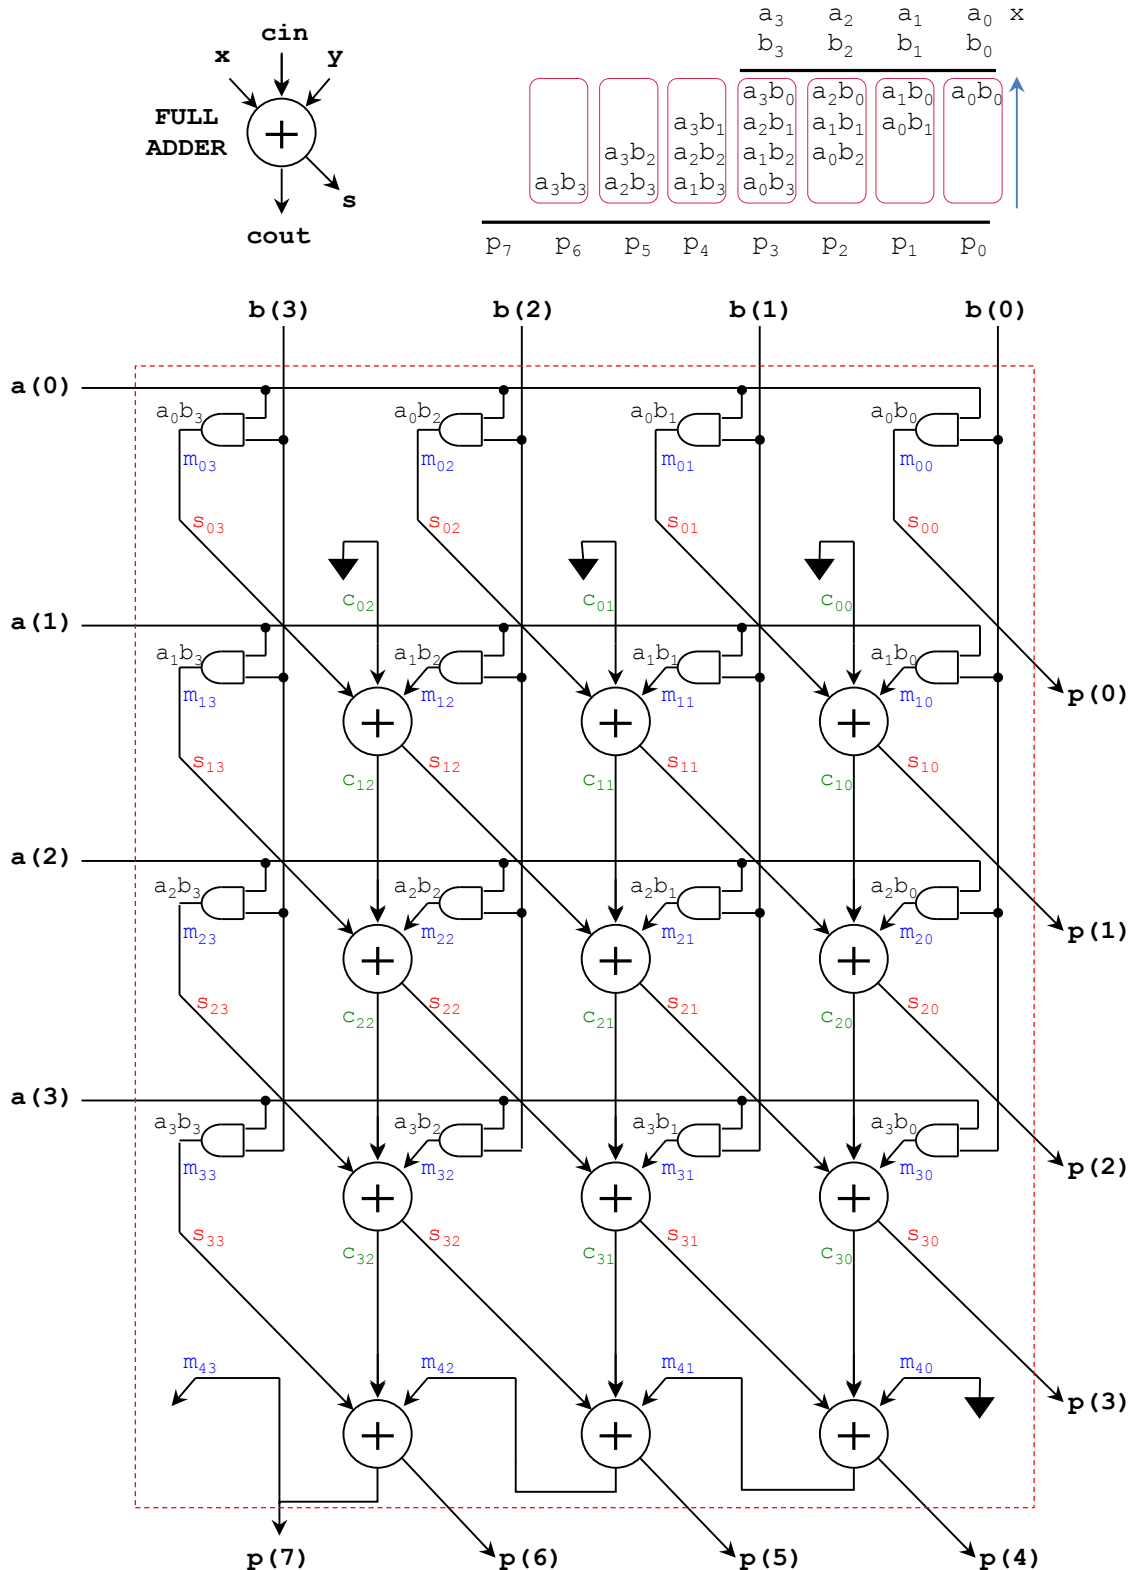 cin
x y
FULL
ADDER
s
cout
a₃ a₂ a₁ a₀ x
b₃ b₂ b₁ b₀
a₃b₀ a₂b₀ a₁b₀ a₀b₀
a₃b₁ a₂b₁ a₁b₁ a₀b₁
a₃b₂ a₂b₂ a₁b₂ a₀b₂
a₃b₃ a₂b₃ a₁b₃ a₀b₃
p₇ p₆ p₅ p₄ p₃ p₂ p₁ p₀
b(3) b(2) b(1) b(0)
a(0)
a₀b₃ a₀b₂ a₀b₁ a₀b₀
m₀₃ m₀₂ m₀₁ m₀₀
s₀₃ s₀₂ s₀₁ s₀₀
c₀₂ c₀₁ c₀₀
a(1)
a₁b₃ a₁b₂ a₁b₁ a₁b₀
m₁₃ m₁₂ m₁₁ m₁₀ p(0)
s₁₃ s₁₂ s₁₁ s₁₀
c₁₂ c₁₁ c₁₀
a(2)
a₂b₃ a₂b₂ a₂b₁ a₂b₀
m₂₃ m₂₂ m₂₁ m₂₀ p(1)
s₂₃ s₂₂ s₂₁ s₂₀
c₂₂ c₂₁ c₂₀
a(3)
a₃b₃ a₃b₂ a₃b₁ a₃b₀
m₃₃ m₃₂ m₃₁ m₃₀ p(2)
s₃₃ s₃₂ s₃₁ s₃₀
c₃₂ c₃₁ c₃₀
m₄₃ m₄₂ m₄₁ m₄₀
p(3)
p(7) p(6) p(5) p(4)